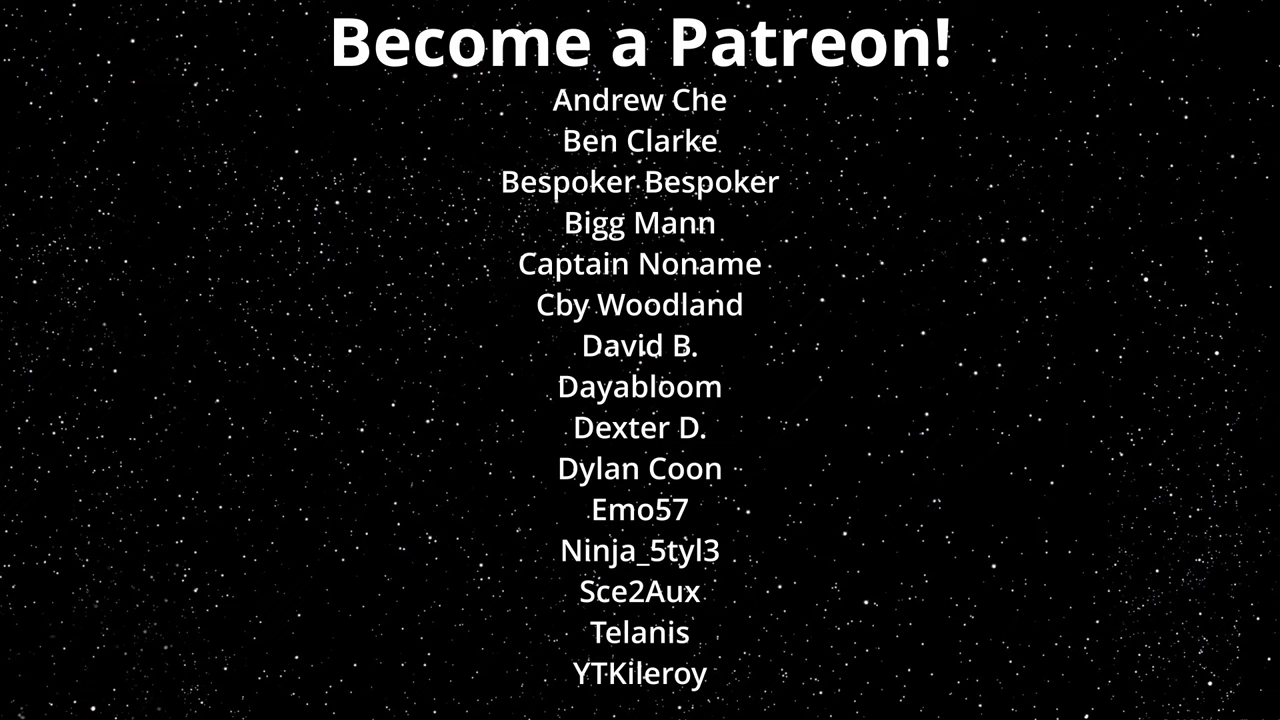 Become a Patreon!
Andrew Che
Ben Clarke
Bespoker Bespoker
Bigg Mann
Captain Noname
Cby Woodland
David B.
Dayabloom
Dexter D.
Dylan Coon
Emo57
Ninja_5tyl3
Sce2Aux
Telanis
YTKileroy